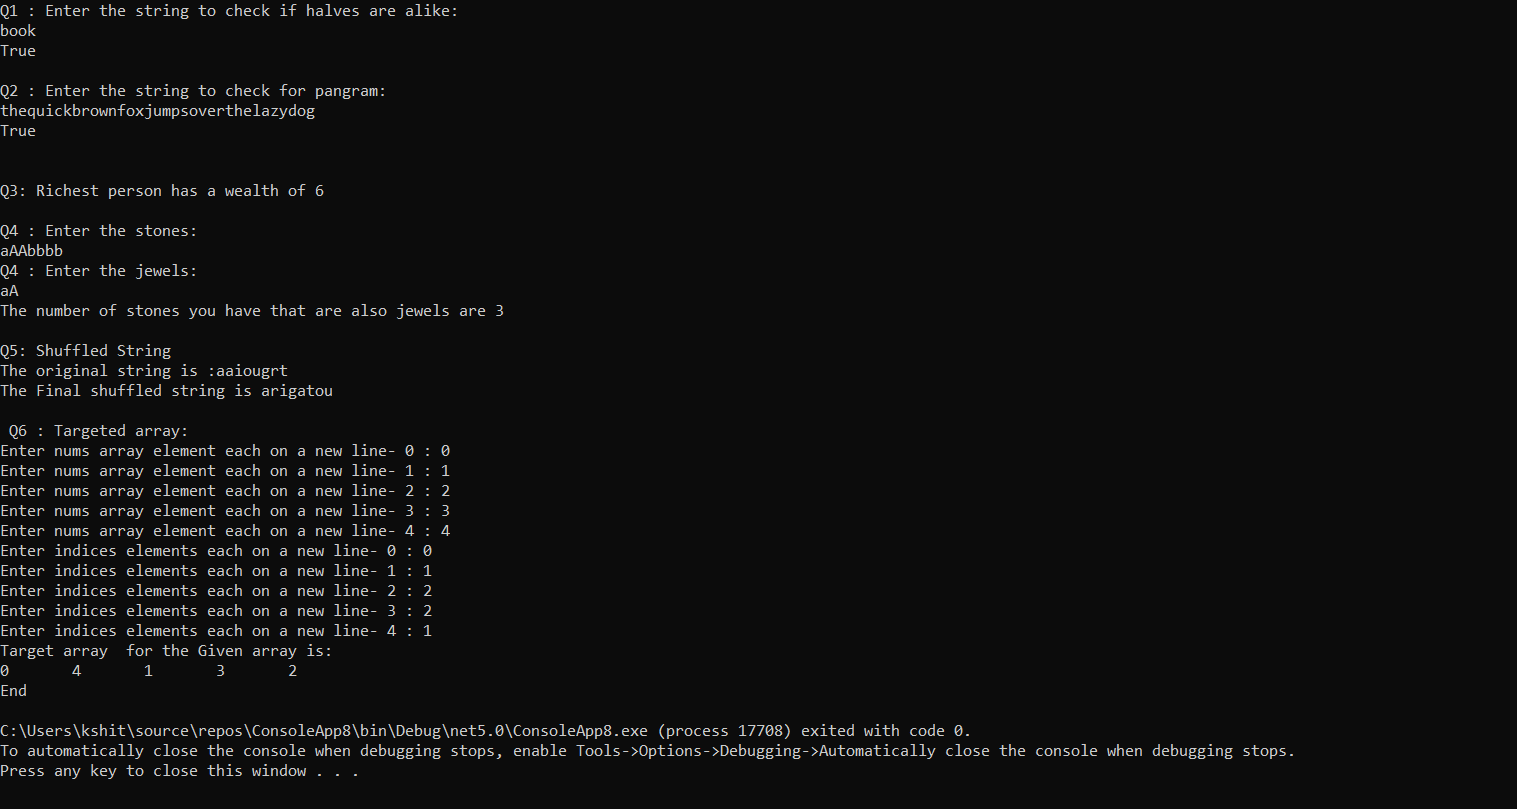 Q1 : Enter the string to check if halves are alike:
book
True
Q2 : Enter the string to check for pangram:
thequickbrownfoxjumpsoverthelazydog
True
Q3: Richest person has a wealth of 6
Q4 : Enter the stones:
aAAbbbb
Q4 : Enter the jewels:
aA
The number of stones you have that are also jewels are 3
Q5: Shuffled String
The original string is :aaiougrt
The Final shuffled string is arigatou
Q6 : Targeted array:
Enter nums array element each on a new line- 0 : 0
Enter nums array element each on a new line- 1 : 1
Enter nums array element each on a new line- 2 : 2
Enter nums array element each on a new line- 3 : 3
Enter nums array element each on a new line- 4 : 4
Enter indices elements each on a new line- 0 : 0
Enter indices elements each on a new line- 1 : 1
Enter indices elements each on a new line- 2 : 2
Enter indices elements each on a new line- 3 : 2
Enter indices elements each on a new line- 4 : 1
Target array  for the Given array is:
0       4       1       3       2
End
C:\Users\kshit\source\repos\ConsoleApp8\bin\Debug\net5.0\ConsoleApp8.exe (process 17708) exited with code 0.
To automatically close the console when debugging stops, enable Tools->Options->Debugging->Automatically close the console when debugging stops.
Press any key to close this window . . .